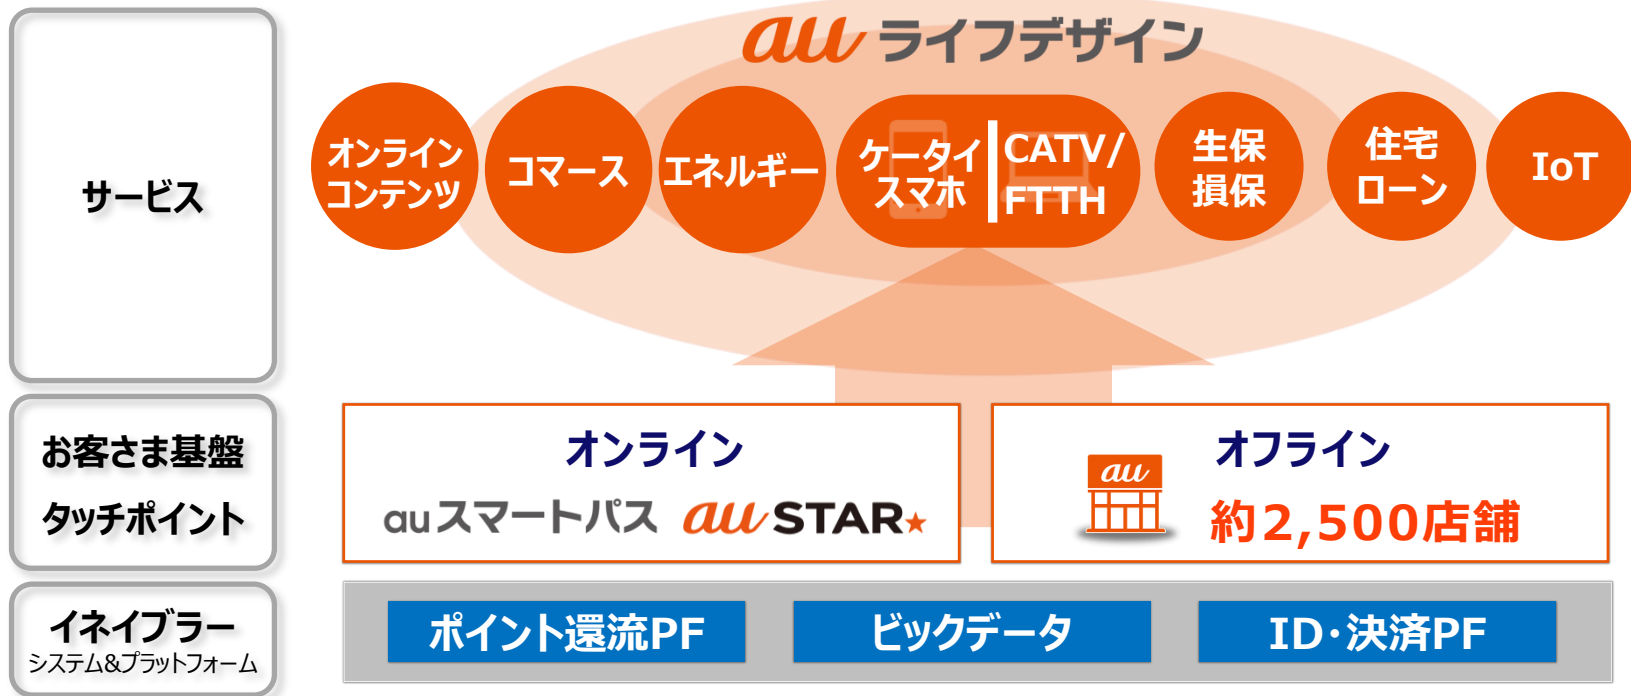 au ライフデザイン
サービス
オンライン
コンテンツ
コマース
エネルギー
ケータイ
スマホ
CATV/
FTTH
生保
損保
住宅
ローン
IoT
お客さま基盤
タッチポイント
オンライン
auスマートパス au STAR★
オフライン
au
約2,500店舗
イネイブラー
システム&プラットフォーム
ポイント還流PF
ビックデータ
ID・決済PF